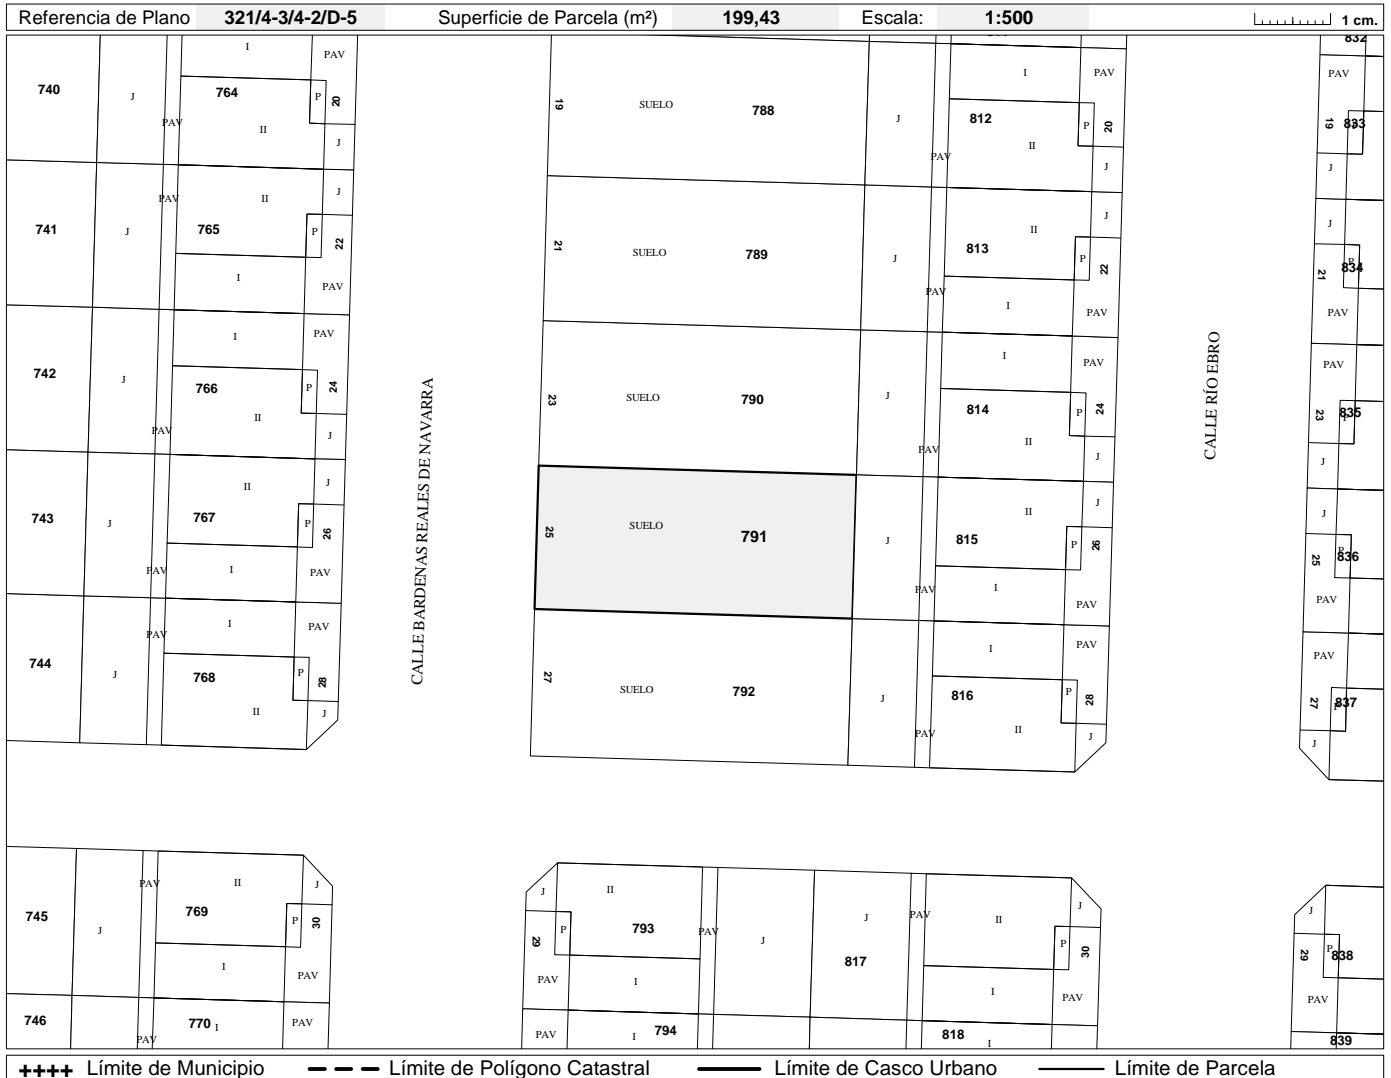 Referencia de Plano 321/4-3/4-2/D-5 Superficie de Parcela (m²) 199,43 Escala: 1:500 1 cm.
I PAV 832
740 J PAV 764 II P 20 J
19 SUELO 788 J PAV
I PAV 812 II P 20 J
PAV 19 833 J
741 J PAV 765 II P 22 J I PAV
21 SUELO 789 J PAV
813 II P 22 J I PAV
J 21 P 834 PAV
742 J PAV 766 I II P 24 J PAV
23 SUELO 790 J PAV
814 I II P 24 J PAV
PAV 23 P 835 J
CALLE BARDENAS REALES DE NAVARRA
CALLE RÍO EBRO
743 J PAV 767 II P 26 J I PAV
25 SUELO 791 J PAV
815 II P 26 J I PAV
J 25 P 836 PAV
744 J PAV 768 I II P 28 J PAV
27 SUELO 792 J PAV
816 I II P 28 J PAV
PAV 27 P 837 J
745 J PAV 769 II P 30 J I PAV
J 29 P II 793 PAV I PAV J
J 817 PAV II P 30 J I PAV
J 29 P 838 PAV
746 PAV 770 I PAV
PAV I 794
818 I PAV
839
++++ Límite de Municipio Límite de Polígono Catastral Límite de Casco Urbano Límite de Parcela